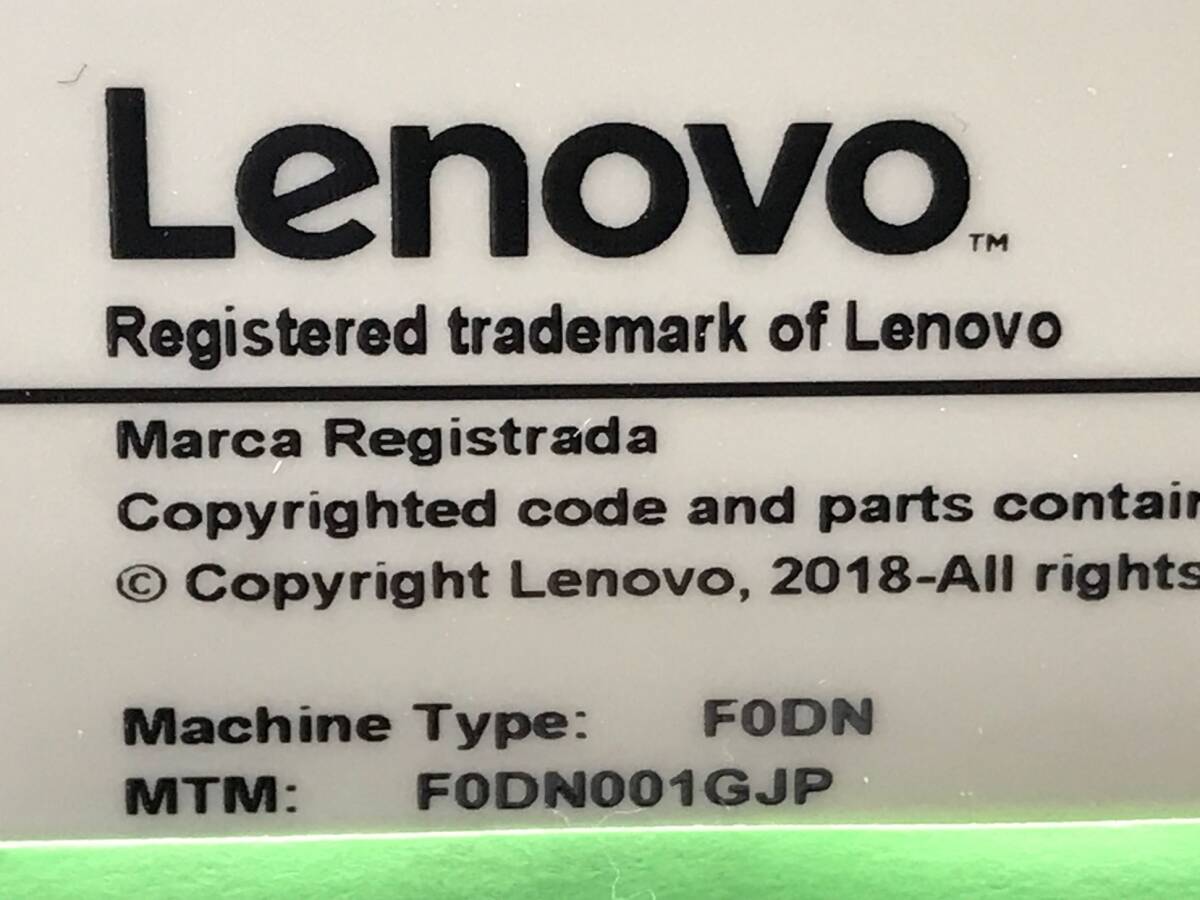 Lenovo™
Registered trademark of Lenovo
Marca Registrada
Copyrighted code and parts
© Copyright Lenovo, 2018-All rights
Machine Type: F0DN
MTM: F0DN001GJP